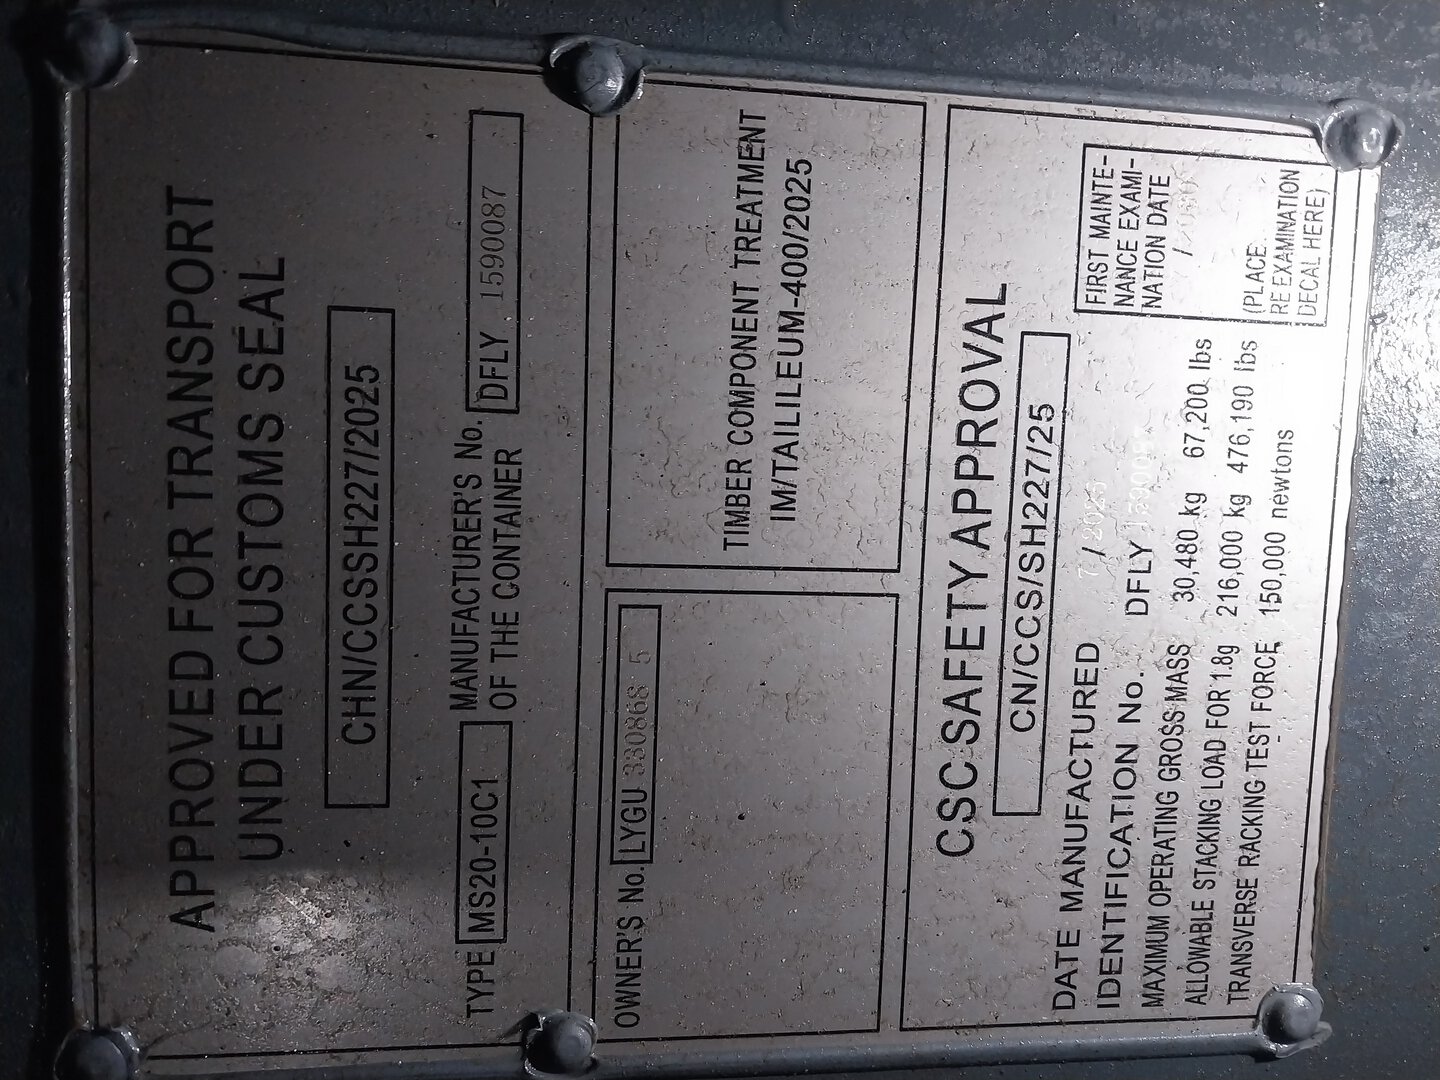 APPROVED FOR TRANSPORT
UNDER CUSTOMS SEAL
CHN/CCSSH227/2025
TYPE MS20-10C1 MANUFACTURER'S No. OF THE CONTAINER DFLY 1590087
OWNER'S No. LYGU 330868 5
TIMBER COMPONENT TREATMENT
IM/TAILILEUM-400/2025
CSC SAFETY APPROVAL
CN/CCS/SH227/25
DATE MANUFACTURED 7/2025
IDENTIFICATION No. DFLY
MAXIMUM OPERATING GROSS MASS 30,480 kg 67,200 lbs
ALLOWABLE STACKING LOAD FOR 1.8g 216,000 kg 476,190 lbs
TRANSVERSE RACKING TEST FORCE 150,000 newtons
FIRST MAINTE-
NANCE EXAMI-
NATION DATE
/
(PLACE
RE EXAMINATION
DECAL HERE)